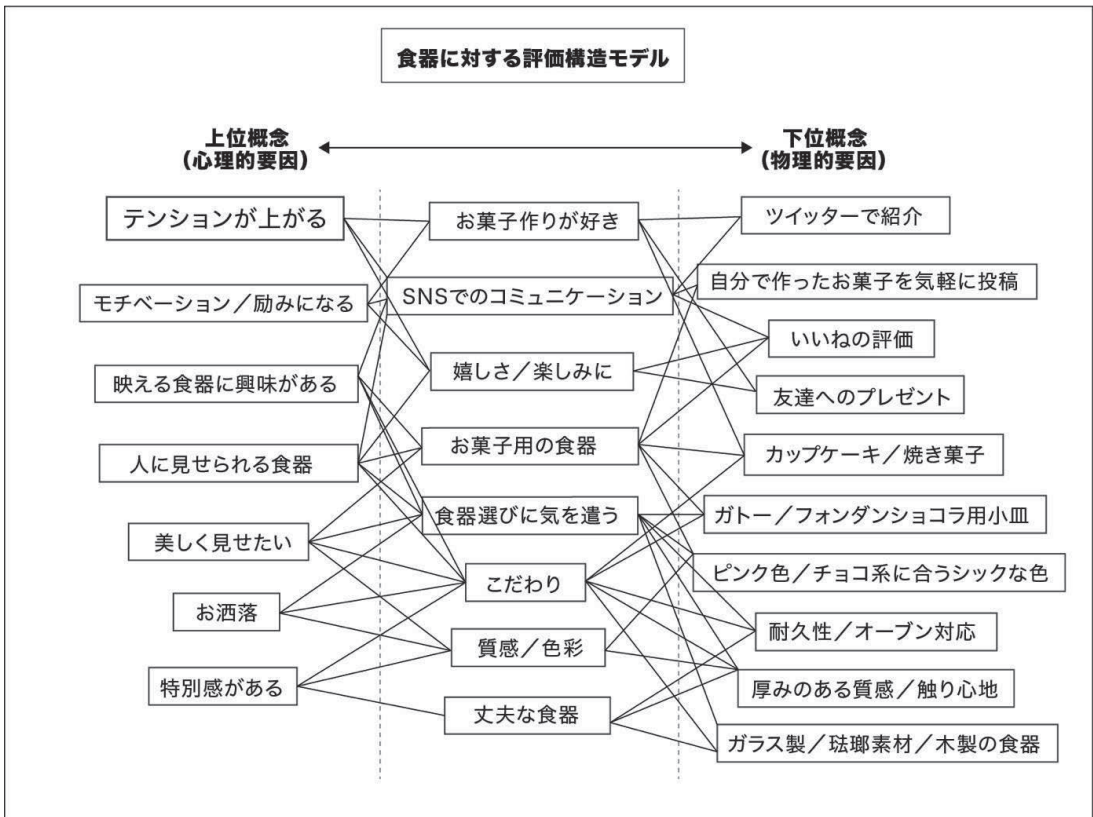 食器に対する評価構造モデル
上位概念
(心理的要因)
下位概念
(物理的要因)
テンションが上がる
モチベーション／励みになる
映える食器に興味がある
人に見せられる食器
美しく見せたい
お洒落
特別感がある
お菓子作りが好き
SNSでのコミュニケーション
嬉しさ／楽しみに
お菓子用の食器
食器選びに気を遣う
こだわり
質感／色彩
丈夫な食器
ツイッターで紹介
自分で作ったお菓子を気軽に投稿
いいねの評価
友達へのプレゼント
カップケーキ／焼き菓子
ガトー／フォンダンショコラ用小皿
ピンク色／チョコ系に合うシックな色
耐久性／オーブン対応
厚みのある質感／触り心地
ガラス製／琺瑯素材／木製の食器